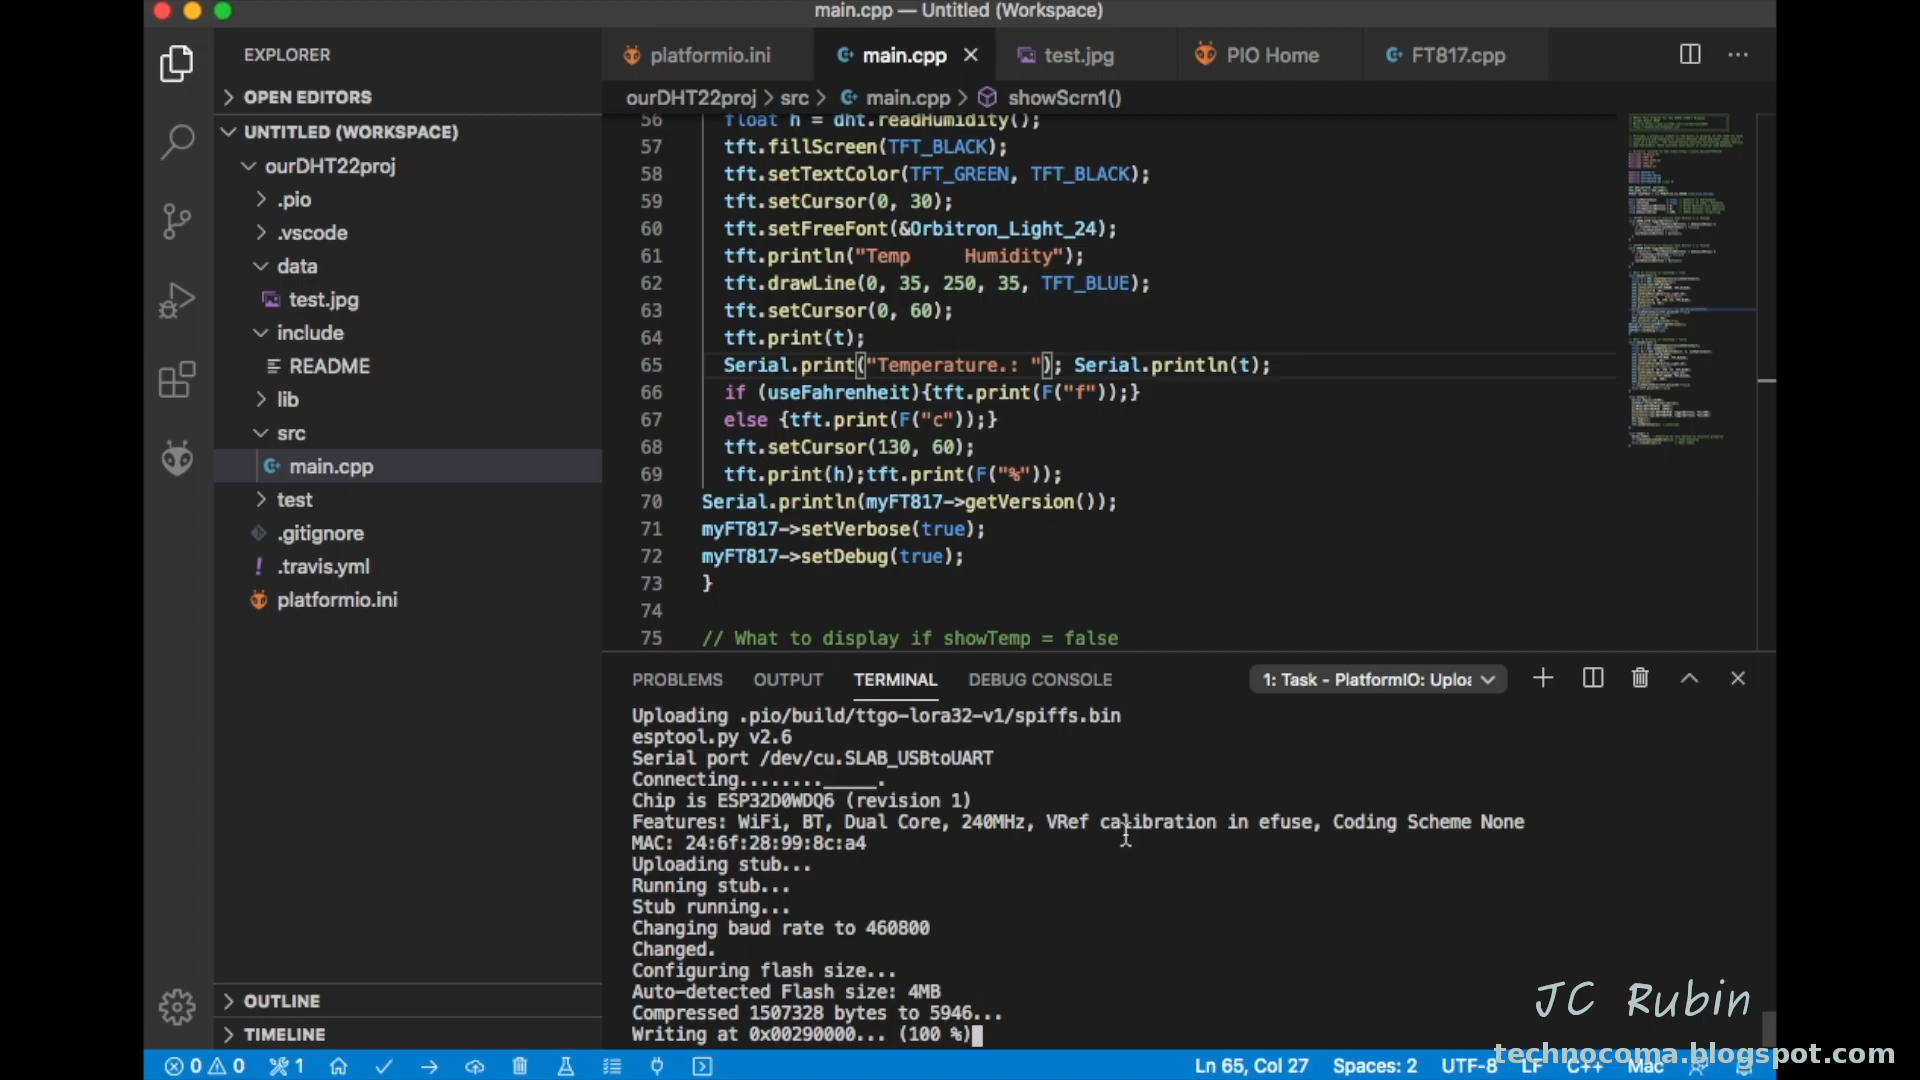 main.cpp — Untitled (Workspace)
EXPLORER
OPEN EDITORS
UNTITLED (WORKSPACE)
ourDHT22proj
.pio
.vscode
data
test.jpg
include
README
lib
src
main.cpp
test
.gitignore
.travis.yml
platformio.ini
OUTLINE
TIMELINE
platformio.ini main.cpp test.jpg PIO Home FT817.cpp
ourDHT22proj > src > main.cpp > showScrn1()
56 float h = dht.readHumidity();
57 tft.fillScreen(TFT_BLACK);
58 tft.setTextColor(TFT_GREEN, TFT_BLACK);
59 tft.setCursor(0, 30);
60 tft.setFreeFont(&Orbitron_Light_24);
61 tft.println("Temp     Humidity");
62 tft.drawLine(0, 35, 250, 35, TFT_BLUE);
63 tft.setCursor(0, 60);
64 tft.print(t);
65 Serial.print("Temperature.: "); Serial.println(t);
66 if (useFahrenheit){tft.print(F("f"));}
67 else {tft.print(F("c"));}
68 tft.setCursor(130, 60);
69 tft.print(h);tft.print(F("%"));
70 Serial.println(myFT817->getVersion());
71 myFT817->setVerbose(true);
72 myFT817->setDebug(true);
73 }
74
75 // What to display if showTemp = false
PROBLEMS OUTPUT TERMINAL DEBUG CONSOLE 1: Task - PlatformIO: Uploa
Uploading .pio/build/ttgo-lora32-v1/spiffs.bin
esptool.py v2.6
Serial port /dev/cu.SLAB_USBtoUART
Connecting........_____.
Chip is ESP32D0WDQ6 (revision 1)
Features: WiFi, BT, Dual Core, 240MHz, VRef calibration in efuse, Coding Scheme None
MAC: 24:6f:28:99:8c:a4
Uploading stub...
Running stub...
Stub running...
Changing baud rate to 460800
Changed.
Configuring flash size...
Auto-detected Flash size: 4MB
Compressed 1507328 bytes to 5946...
Writing at 0x00290000... (100 %)
JC Rubin
technocoma.blogspot.com
0 0 1 Ln 65, Col 27 Spaces: 2 UTF-8 LF C++ Mac